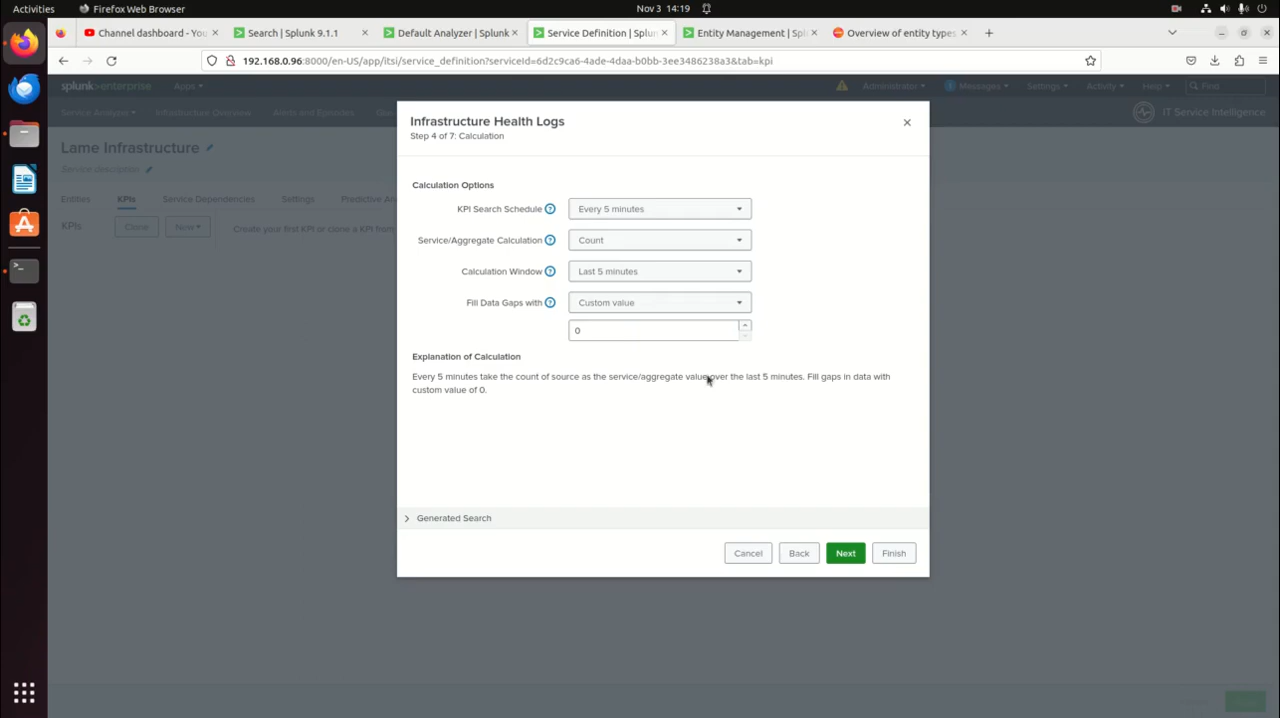 Activities
Firefox Web Browser
Nov 3 14:19
Channel dashboard - You
Search | Splunk 9.1.1
Default Analyzer | Splunk
Service Definition | Splun
Entity Management | Spl
Overview of entity types
192.168.0.96:8000/en-US/app/itsi/service_definition?serviceId=6d2c9ca6-4ade-4daa-b0bb-3ee3486238a3&tab=kpi
splunk>enterprise
Apps
Administrator
Messages
Settings
Activity
Help
Find
Service Analyzer
Infrastructure Overview
Alerts and Episodes
IT Service Intelligence
Lame Infrastructure
Service description
Entities
KPIs
Service Dependencies
Settings
Predictive An
KPIs
Clone
New
Create your first KPI or clone a KPI from
Infrastructure Health Logs
Step 4 of 7: Calculation
Calculation Options
KPI Search Schedule ? Every 5 minutes
Service/Aggregate Calculation ? Count
Calculation Window ? Last 5 minutes
Fill Data Gaps with ? Custom value
0
Explanation of Calculation
Every 5 minutes take the count of source as the service/aggregate value over the last 5 minutes. Fill gaps in data with
custom value of 0.
Generated Search
Cancel
Back
Next
Finish